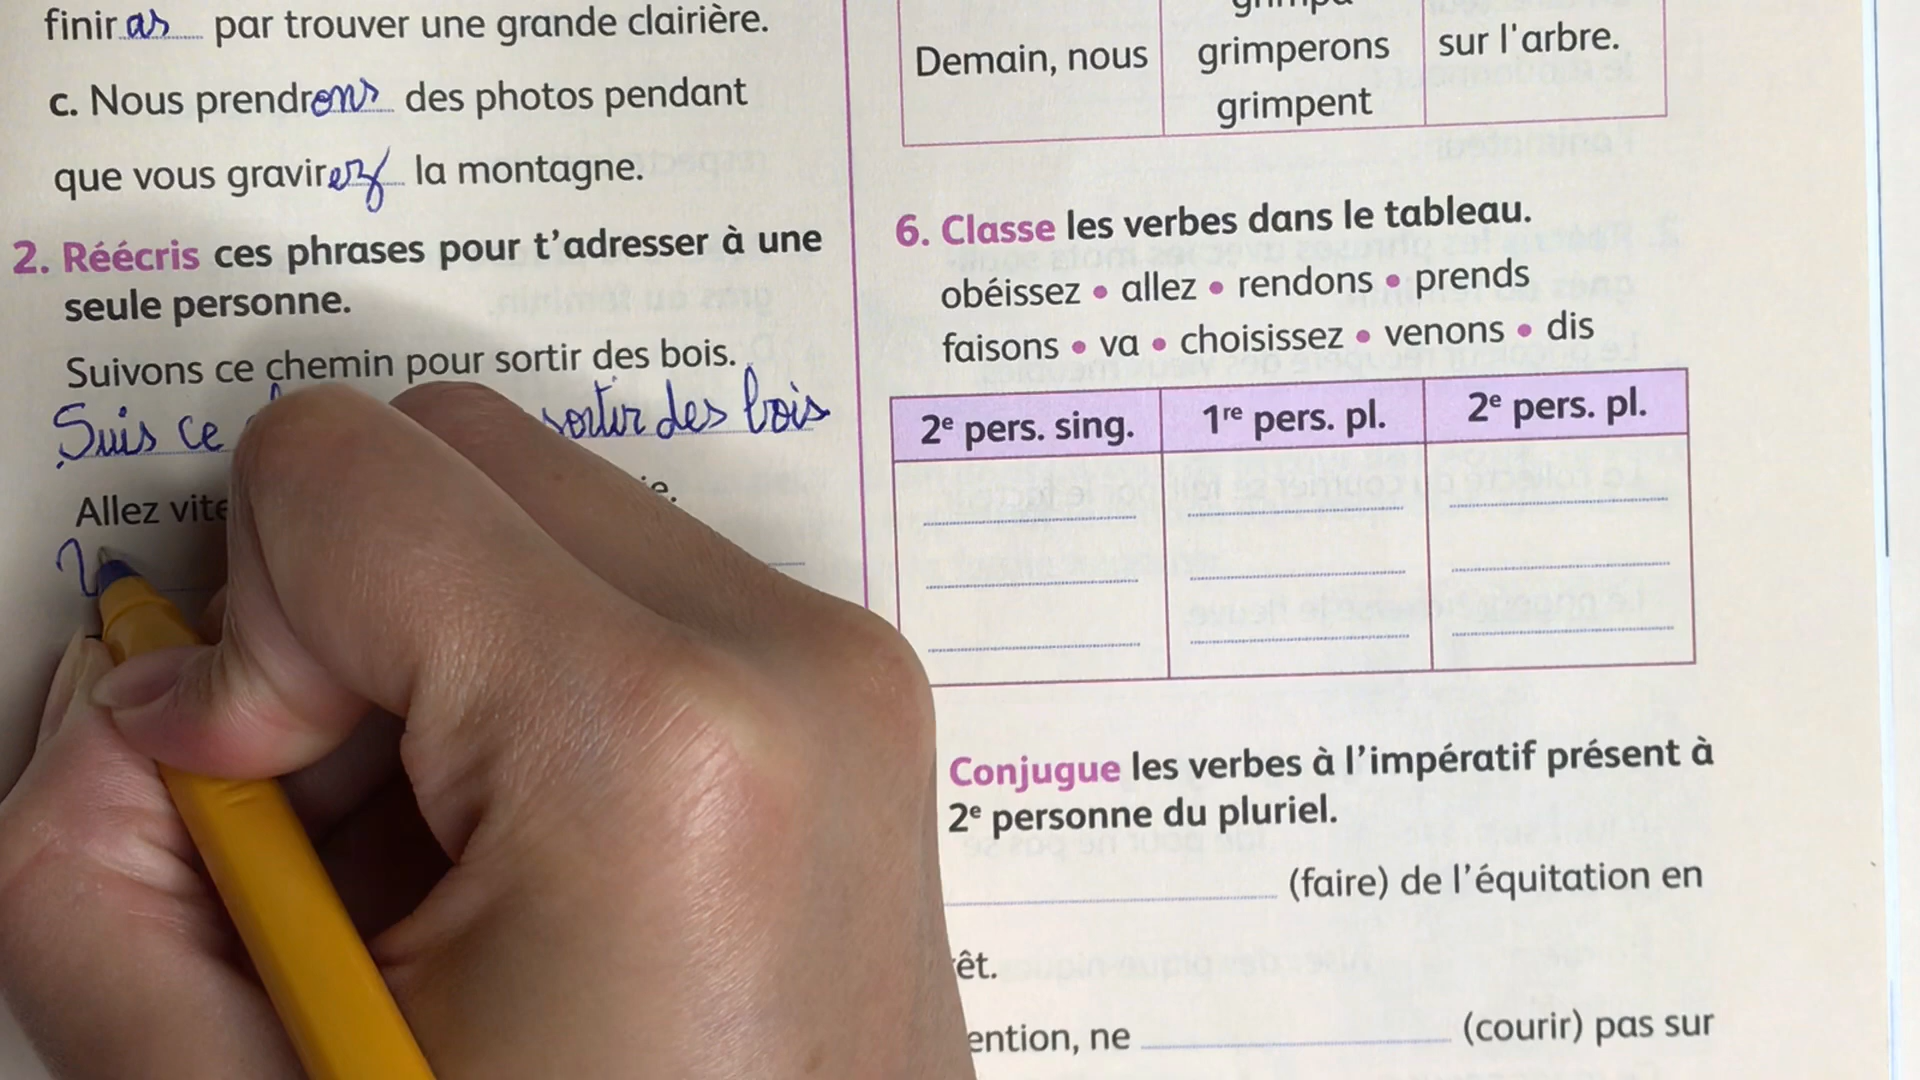 finiras par trouver une grande clairière.
c. Nous prendrons des photos pendant
que vous gravirez la montagne.
2. Réécris ces phrases pour t'adresser à une
seule personne.
Suivons ce chemin pour sortir des bois.
Suis ce sortir des bois
Allez vite
Demain, nous
grimperons
grimpent
sur l'arbre.
6. Classe les verbes dans le tableau.
obéissez • allez • rendons • prends
faisons • va • choisissez • venons • dis
2e pers. sing. 1re pers. pl. 2e pers. pl.
Conjugue les verbes à l'impératif présent à
2e personne du pluriel.
(faire) de l'équitation en
êt.
ention, ne (courir) pas sur